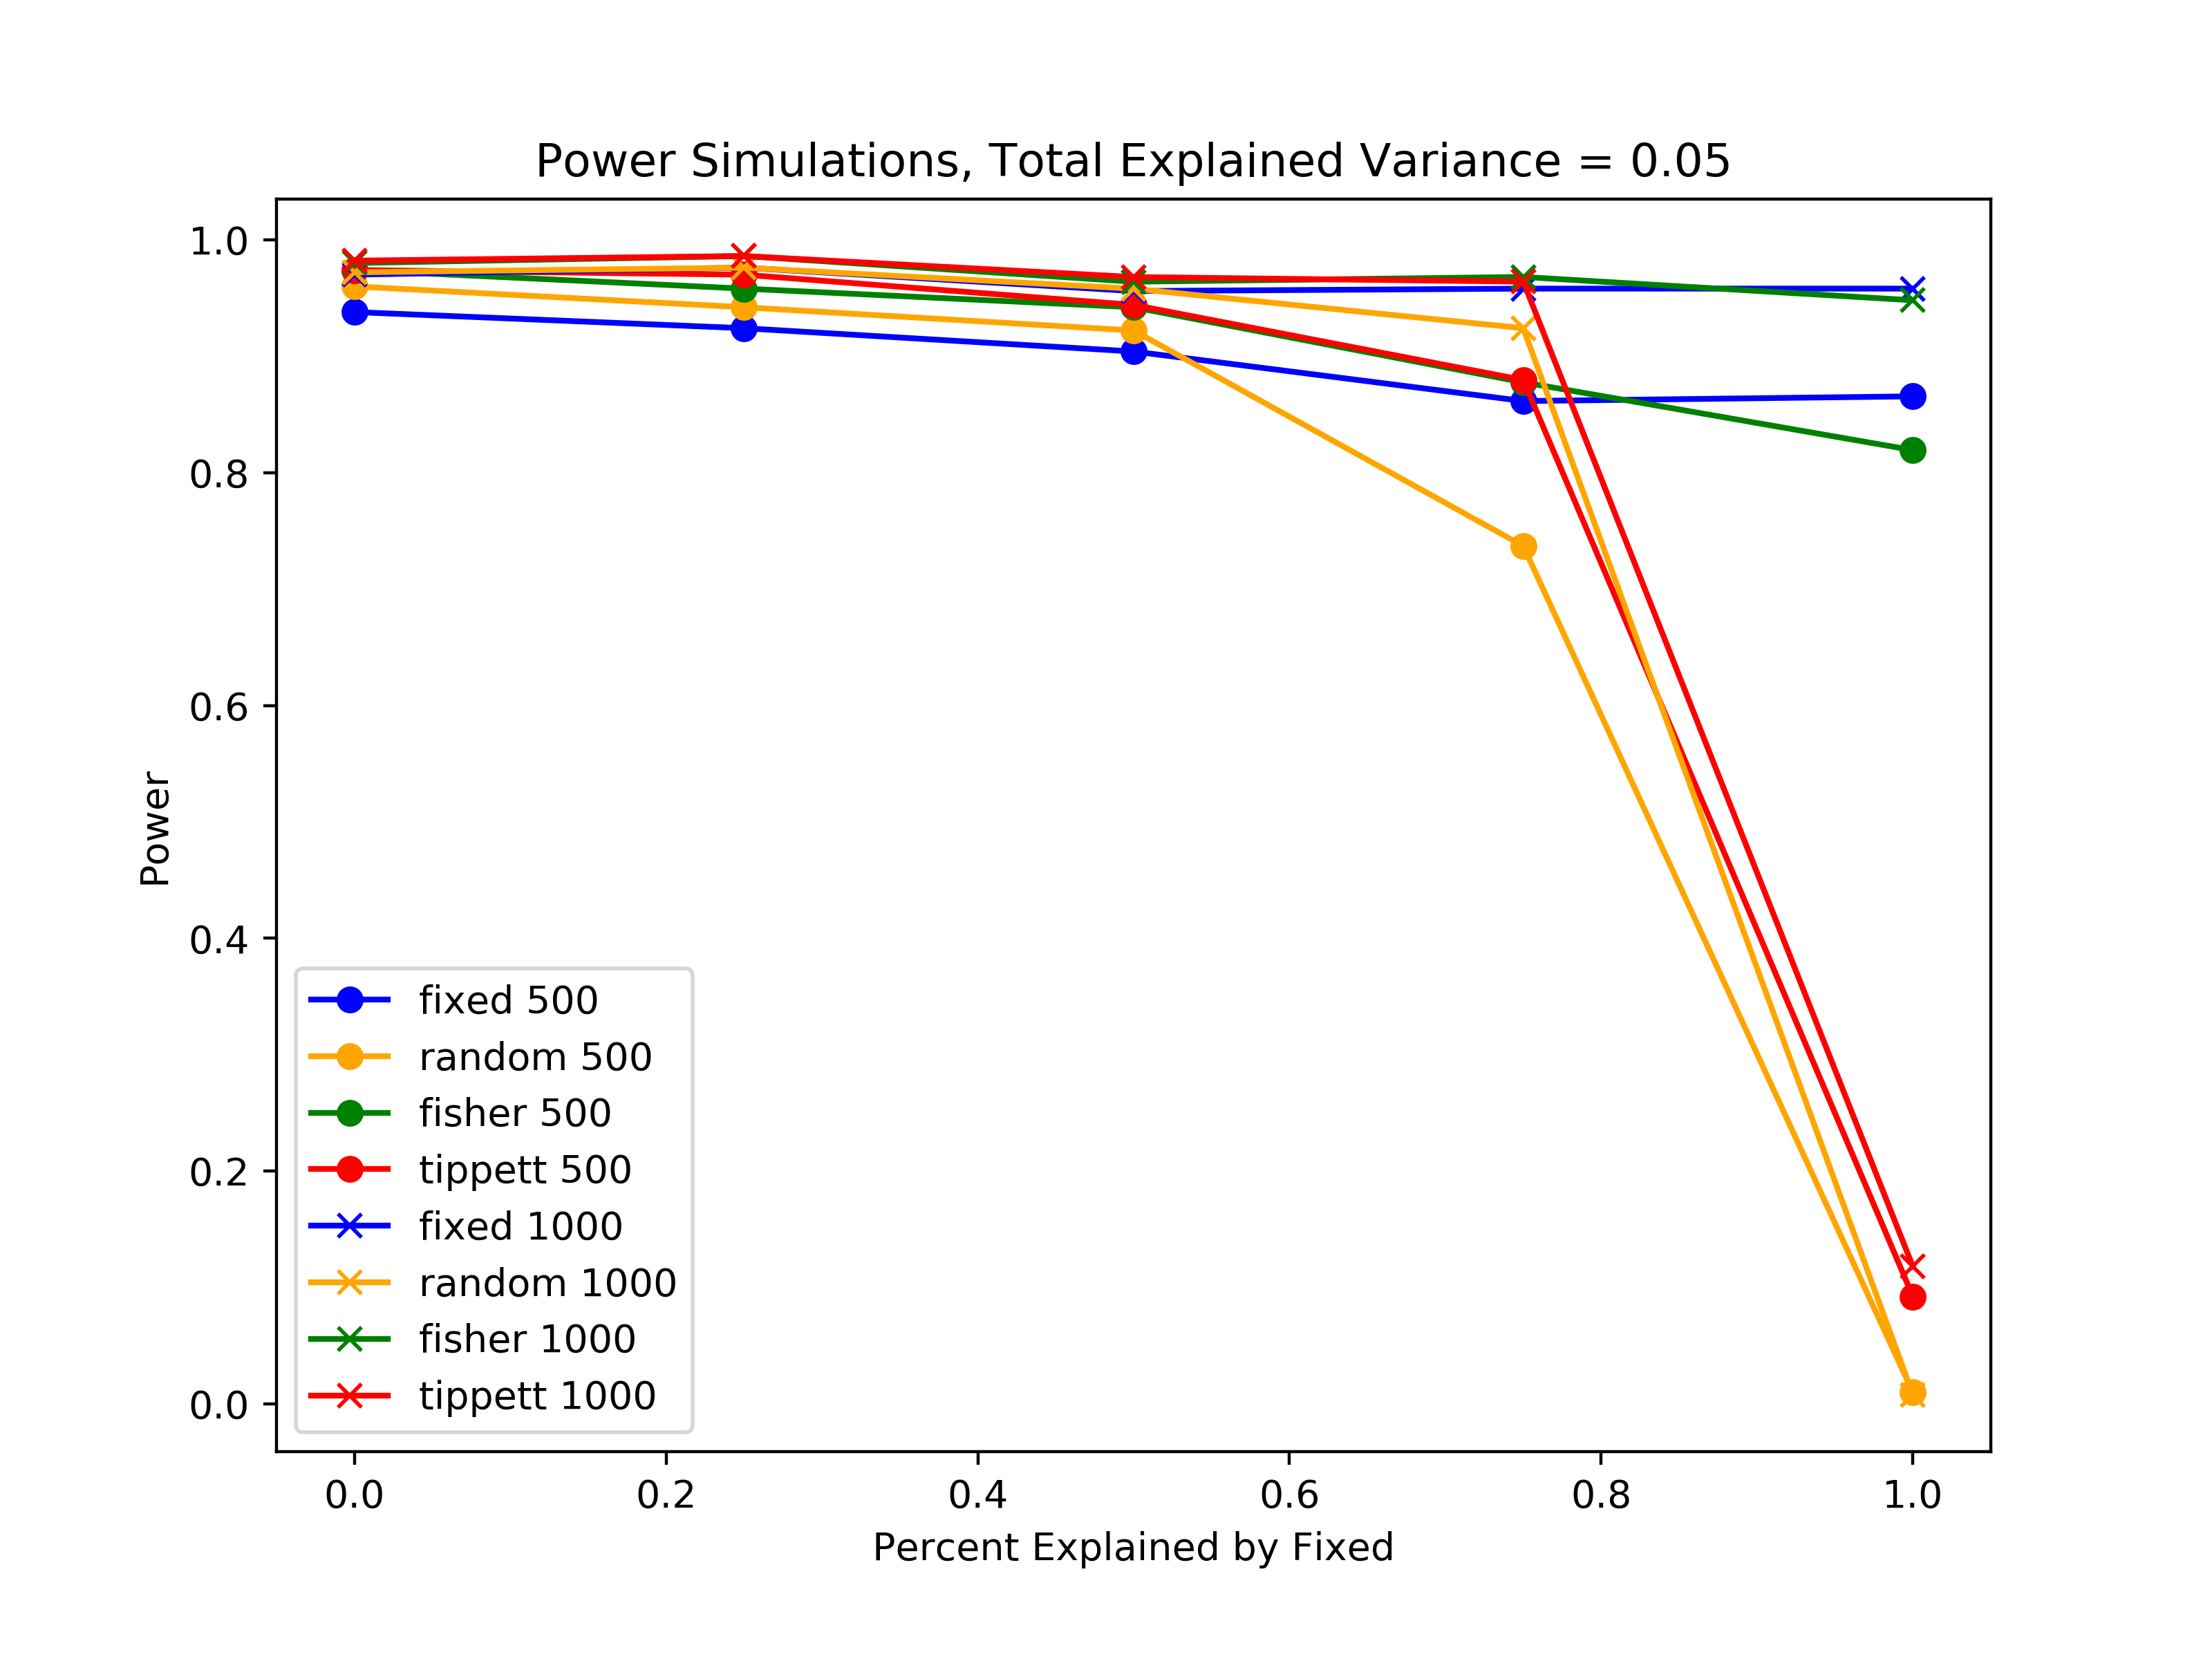 Power Simulations, Total Explained Variance = 0.05
1.0
0.8
0.6
0.4
0.2
0.0
Power
fixed 500
random 500
fisher 500
tippett 500
fixed 1000
random 1000
fisher 1000
tippett 1000
0.0 0.2 0.4 0.6 0.8 1.0
Percent Explained by Fixed